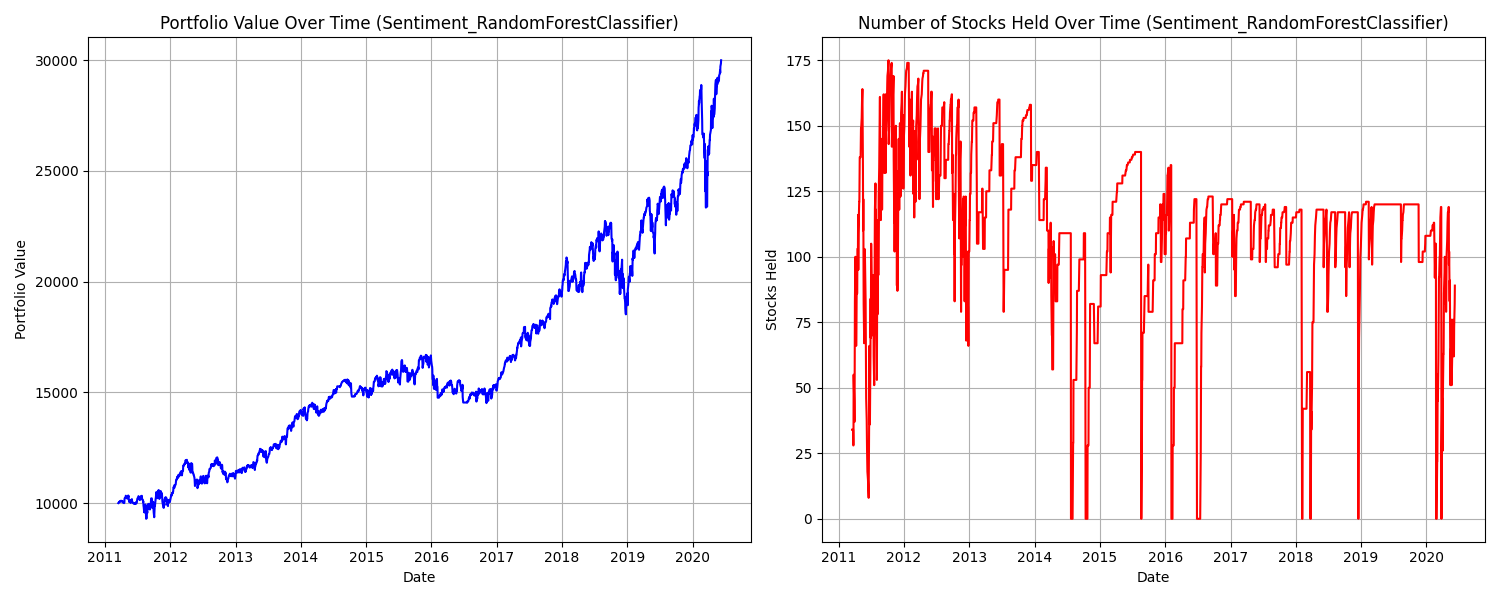 Portfolio Value Over Time (Sentiment_RandomForestClassifier)
Portfolio Value
30000
25000
20000
15000
10000
2011 2012 2013 2014 2015 2016 2017 2018 2019 2020
Date
Number of Stocks Held Over Time (Sentiment_RandomForestClassifier)
Stocks Held
175
150
125
100
75
50
25
0
2011 2012 2013 2014 2015 2016 2017 2018 2019 2020
Date